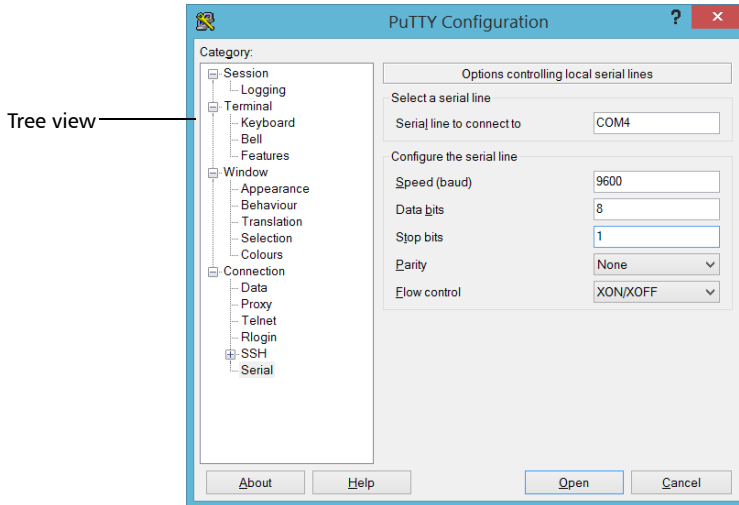 PuTTY Configuration
? ×
Category:
Session
Logging
Terminal
Keyboard
Bell
Features
Window
Appearance
Behaviour
Translation
Selection
Colours
Connection
Data
Proxy
Telnet
Rlogin
SSH
Serial
Tree view
Options controlling local serial lines
Select a serial line
Serial line to connect to COM4
Configure the serial line
Speed (baud) 9600
Data bits 8
Stop bits 1
Parity None
Flow control XON/XOFF
About Help Open Cancel